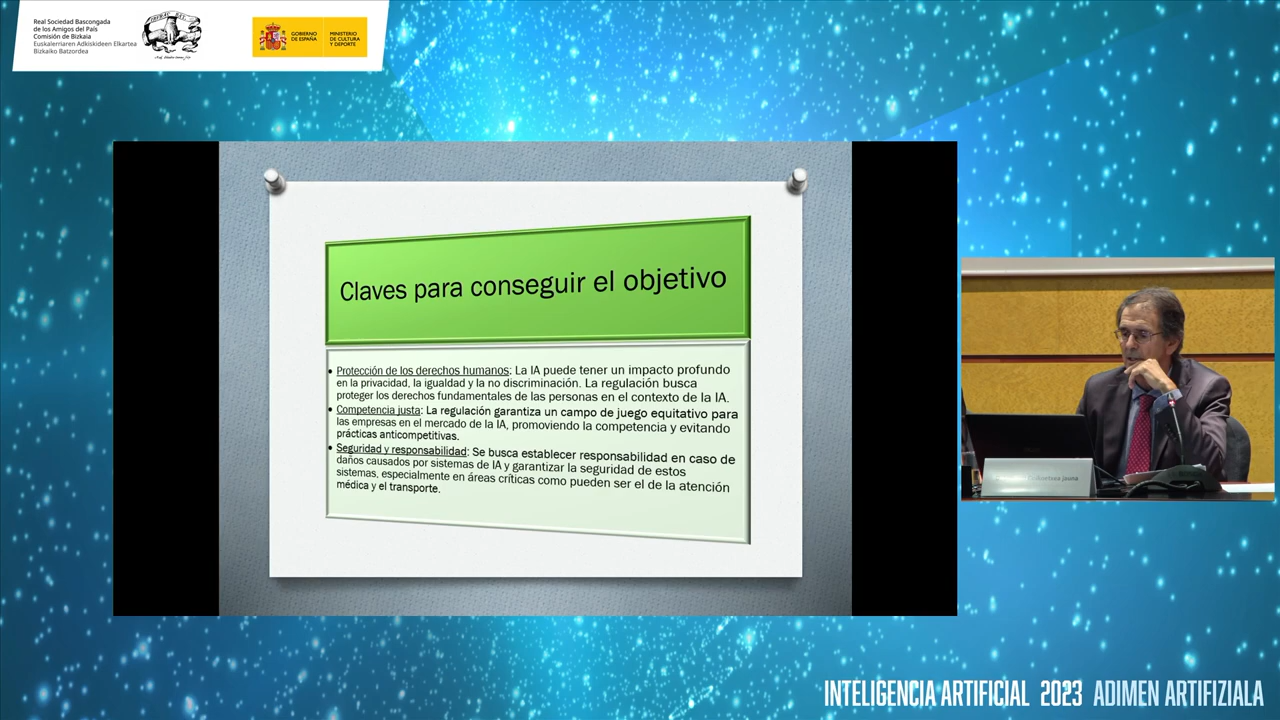 Real Sociedad Bascongada
de los Amigos del País
Comisión de Bizkaia
Euskalerriaren Adkiskideen Elkartea
Bizkaiko Batzordea
GOBIERNO
DE ESPAÑA
MINISTERIO
DE CULTURA
Y DEPORTE
Claves para conseguir el objetivo
• Protección de los derechos humanos: La IA puede tener un impacto profundo
en la privacidad, la igualdad y la no discriminación. La regulación busca
proteger los derechos fundamentales de las personas en el contexto de la IA.
• Competencia justa: La regulación garantiza un campo de juego equitativo para
las empresas en el mercado de la IA, promoviendo la competencia y evitando
prácticas anticompetitivas.
• Seguridad y responsabilidad: Se busca establecer responsabilidad en caso de
daños causados por sistemas de IA y garantizar la seguridad de estos
sistemas, especialmente en áreas críticas como pueden ser el de la atención
médica y el transporte.
jauna
INTELIGENCIA ARTIFICIAL 2023 ADIMEN ARTIFIZIALA